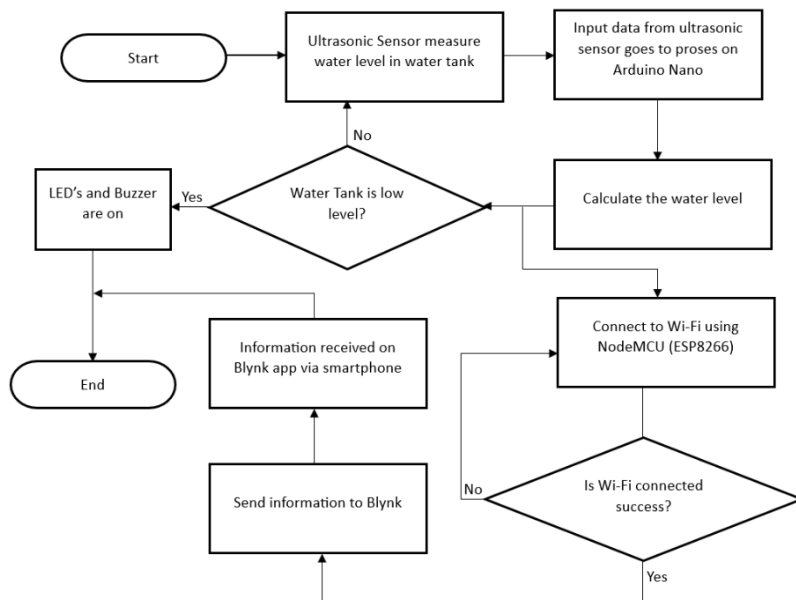 Start
Ultrasonic Sensor measure
water level in water tank
Input data from ultrasonic
sensor goes to proses on
Arduino Nano
No
LED's and Buzzer
are on
Yes
Water Tank is low
level?
Calculate the water level
Information received on
Blynk app via smartphone
Connect to Wi-Fi using
NodeMCU (ESP8266)
End
Send information to Blynk
No
Is Wi-Fi connected
success?
Yes